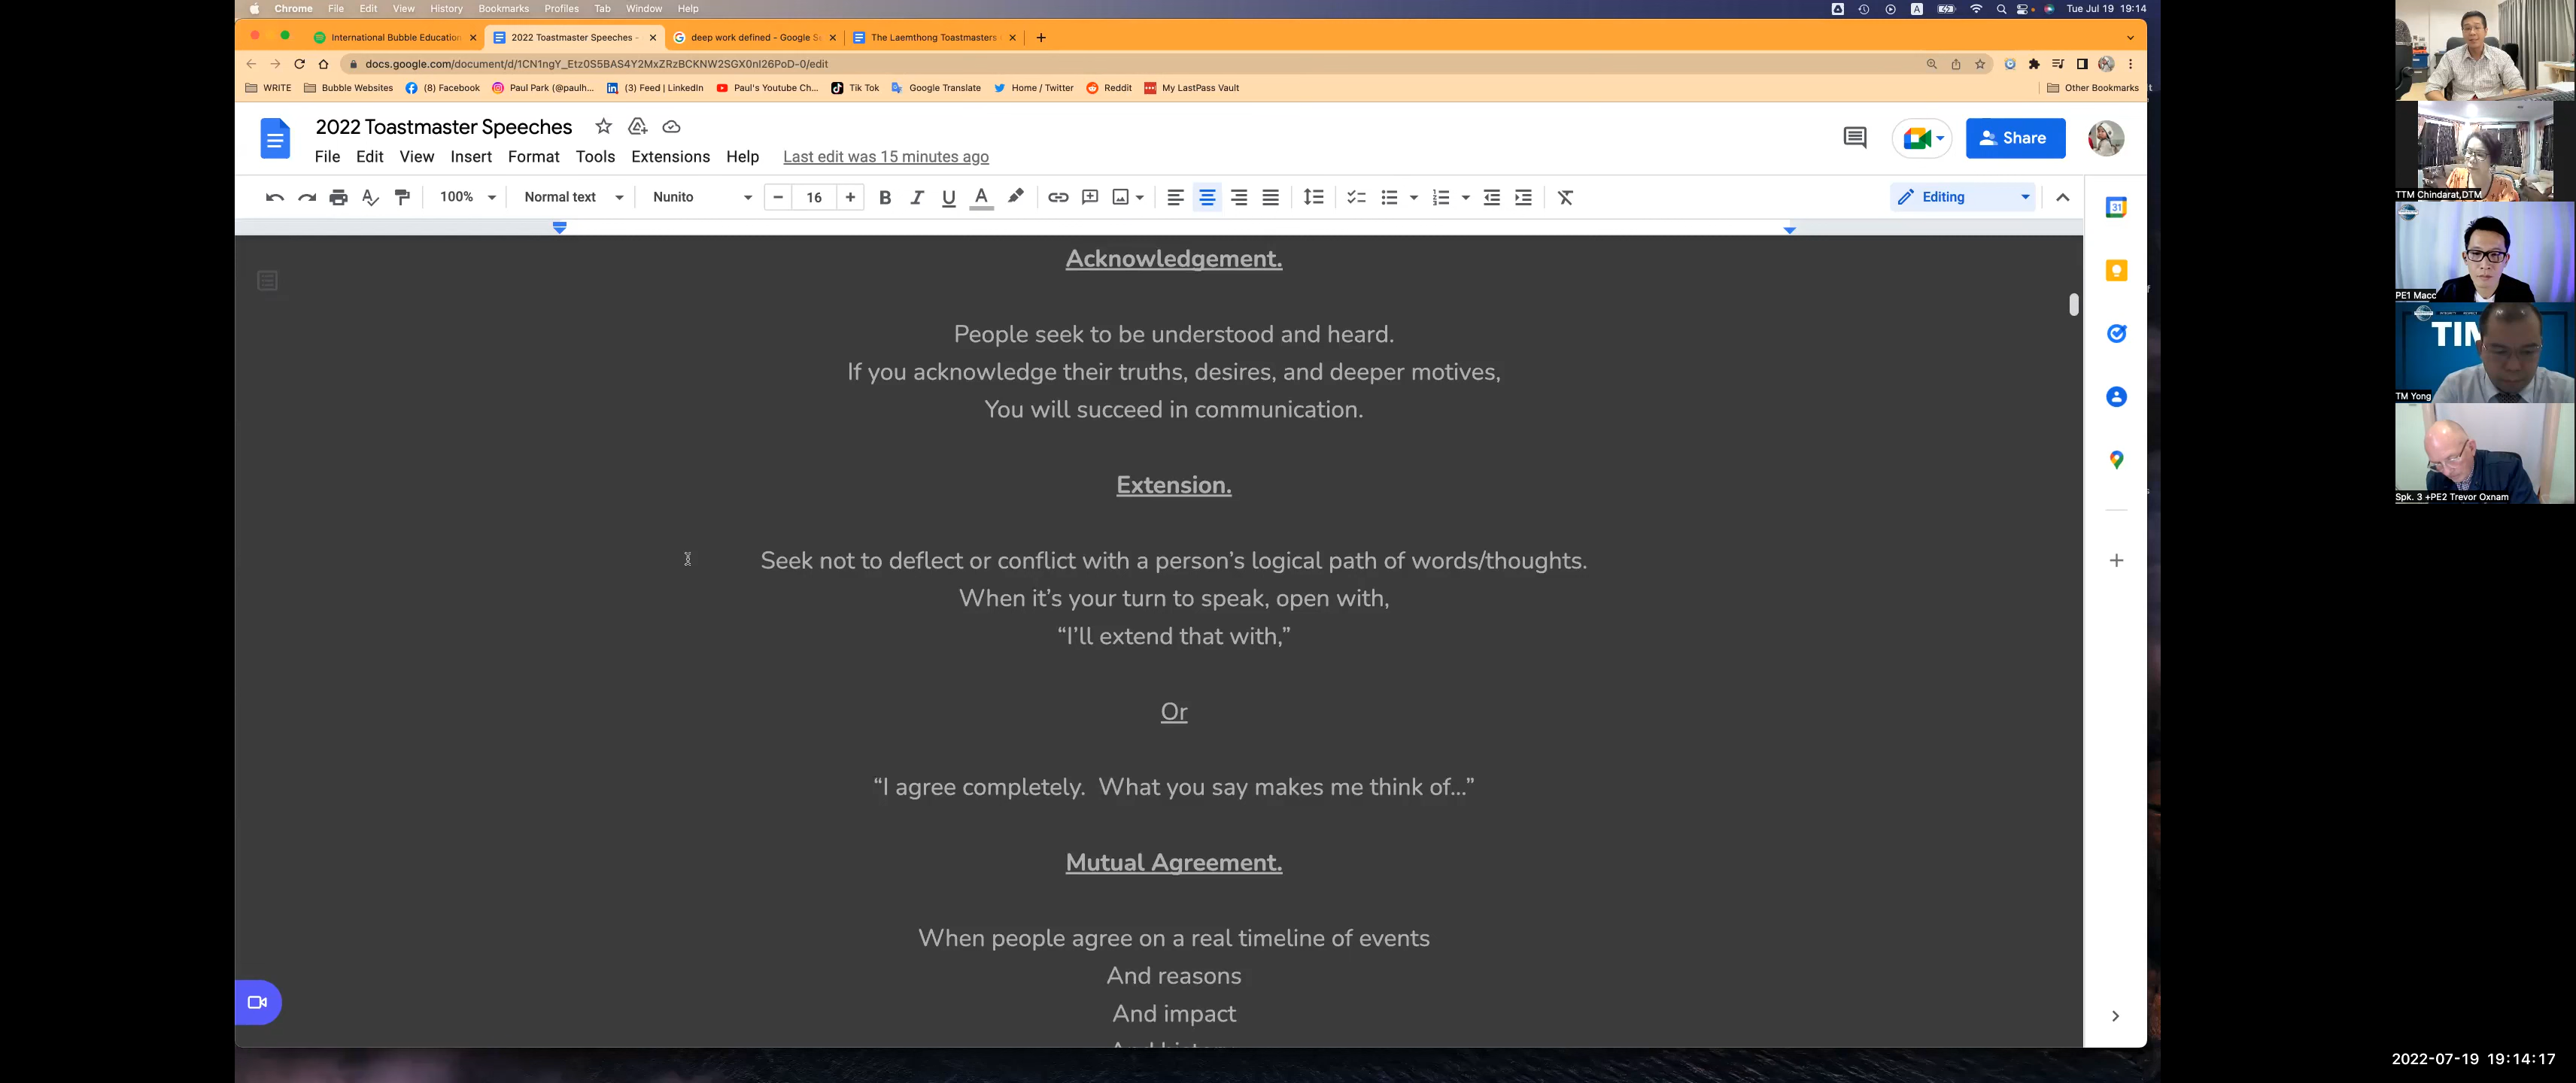 Chrome File Edit View History Bookmarks Profiles Tab Window Help Tue Jul 19 19:14
International Bubble Education 2022 Toastmaster Speeches - deep work defined - Google Se The Laemthong Toastmasters
docs.google.com/document/d/1CN1ngY_Etz0S5BAS4Y2MxZRzBCKNW2SGX0nI26PoD-0/edit
WRITE Bubble Websites (8) Facebook Paul Park (@paulh... (3) Feed | LinkedIn Paul's Youtube Ch... Tik Tok Google Translate Home / Twitter Reddit My LastPass Vault Other Bookmarks
2022 Toastmaster Speeches
Share
File Edit View Insert Format Tools Extensions Help Last edit was 15 minutes ago
100% Normal text Nunito 16 Editing
Acknowledgement.
People seek to be understood and heard.
If you acknowledge their truths, desires, and deeper motives,
You will succeed in communication.
Extension.
Seek not to deflect or conflict with a person’s logical path of words/thoughts.
When it’s your turn to speak, open with,
“I’ll extend that with,”
Or
“I agree completely.  What you say makes me think of...”
Mutual Agreement.
When people agree on a real timeline of events
And reasons
And impact
And history
TTM Chindarat,DTM
PE1 Macc
TIM
TM Yong
Spk. 3 +PE2 Trevor Oxnam
2022-07-19 19:14:17